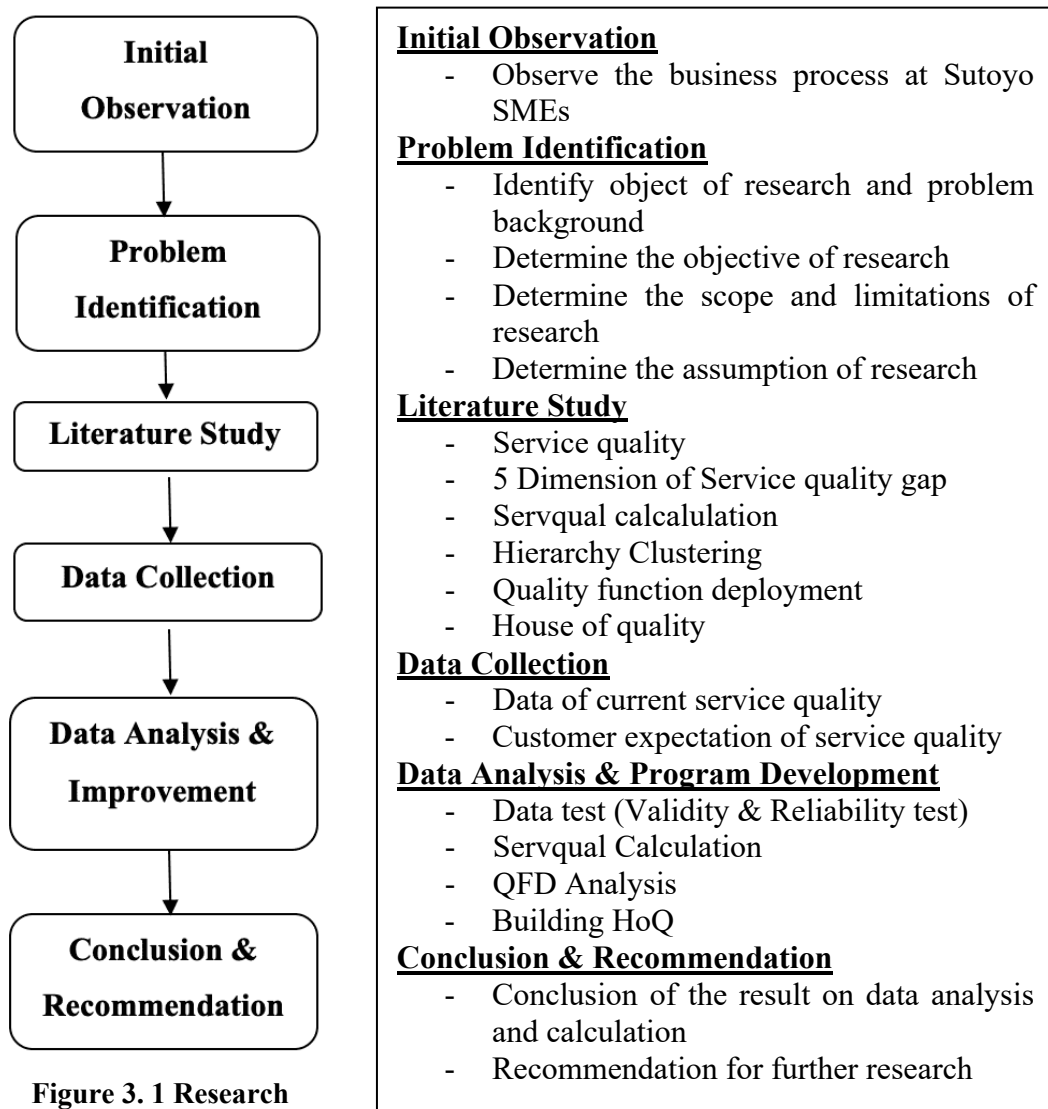 Initial
Observation
Problem
Identification
Literature Study
Data Collection
Data Analysis &
Improvement
Conclusion &
Recommendation
Figure 3. 1 Research
Initial Observation
- Observe the business process at Sutoyo
SMEs
Problem Identification
- Identify object of research and problem
background
- Determine the objective of research
- Determine the scope and limitations of
research
- Determine the assumption of research
Literature Study
- Service quality
- 5 Dimension of Service quality gap
- Servqual calcalulation
- Hierarchy Clustering
- Quality function deployment
- House of quality
Data Collection
- Data of current service quality
- Customer expectation of service quality
Data Analysis & Program Development
- Data test (Validity & Reliability test)
- Servqual Calculation
- QFD Analysis
- Building HoQ
Conclusion & Recommendation
- Conclusion of the result on data analysis
and calculation
- Recommendation for further research